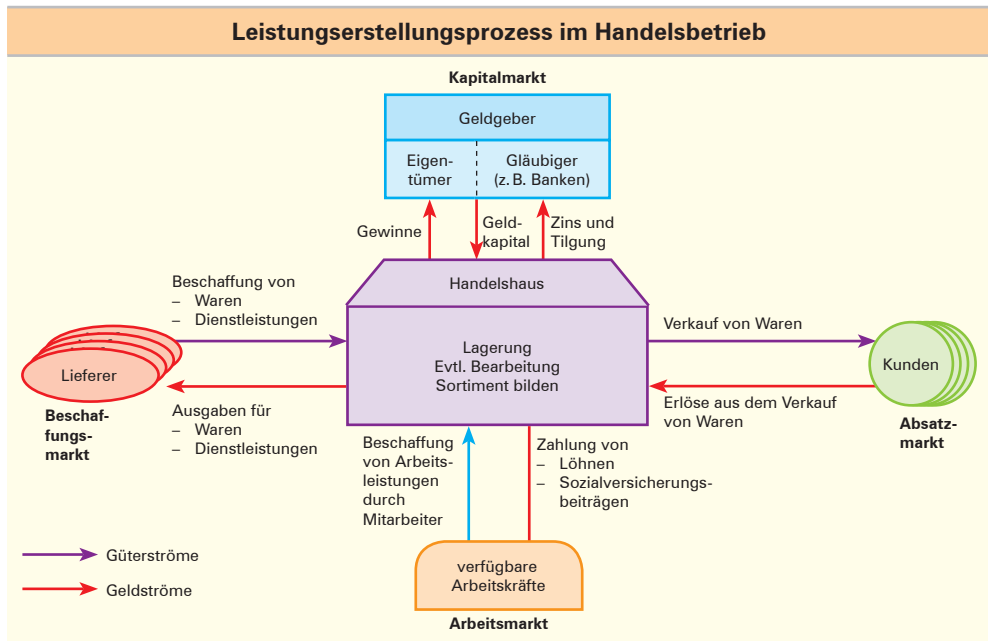 Leistungserstellungsprozess im Handelsbetrieb
Kapitalmarkt
Geldgeber
Eigen-
tümer
Gläubiger
(z. B. Banken)
Gewinne
Geld-
kapital
Zins und
Tilgung
Handelshaus
Beschaffung von
– Waren
– Dienstleistungen
Lagerung
Evtl. Bearbeitung
Sortiment bilden
Verkauf von Waren
Lieferer
Kunden
Beschaf-
fungs-
markt
Ausgaben für
– Waren
– Dienstleistungen
Erlöse aus dem Verkauf
von Waren
Absatz-
markt
Beschaffung
von Arbeits-
leistungen
durch
Mitarbeiter
Zahlung von
– Löhnen
– Sozialversicherungs-
beiträgen
Güterströme
Geldströme
verfügbare
Arbeitskräfte
Arbeitsmarkt